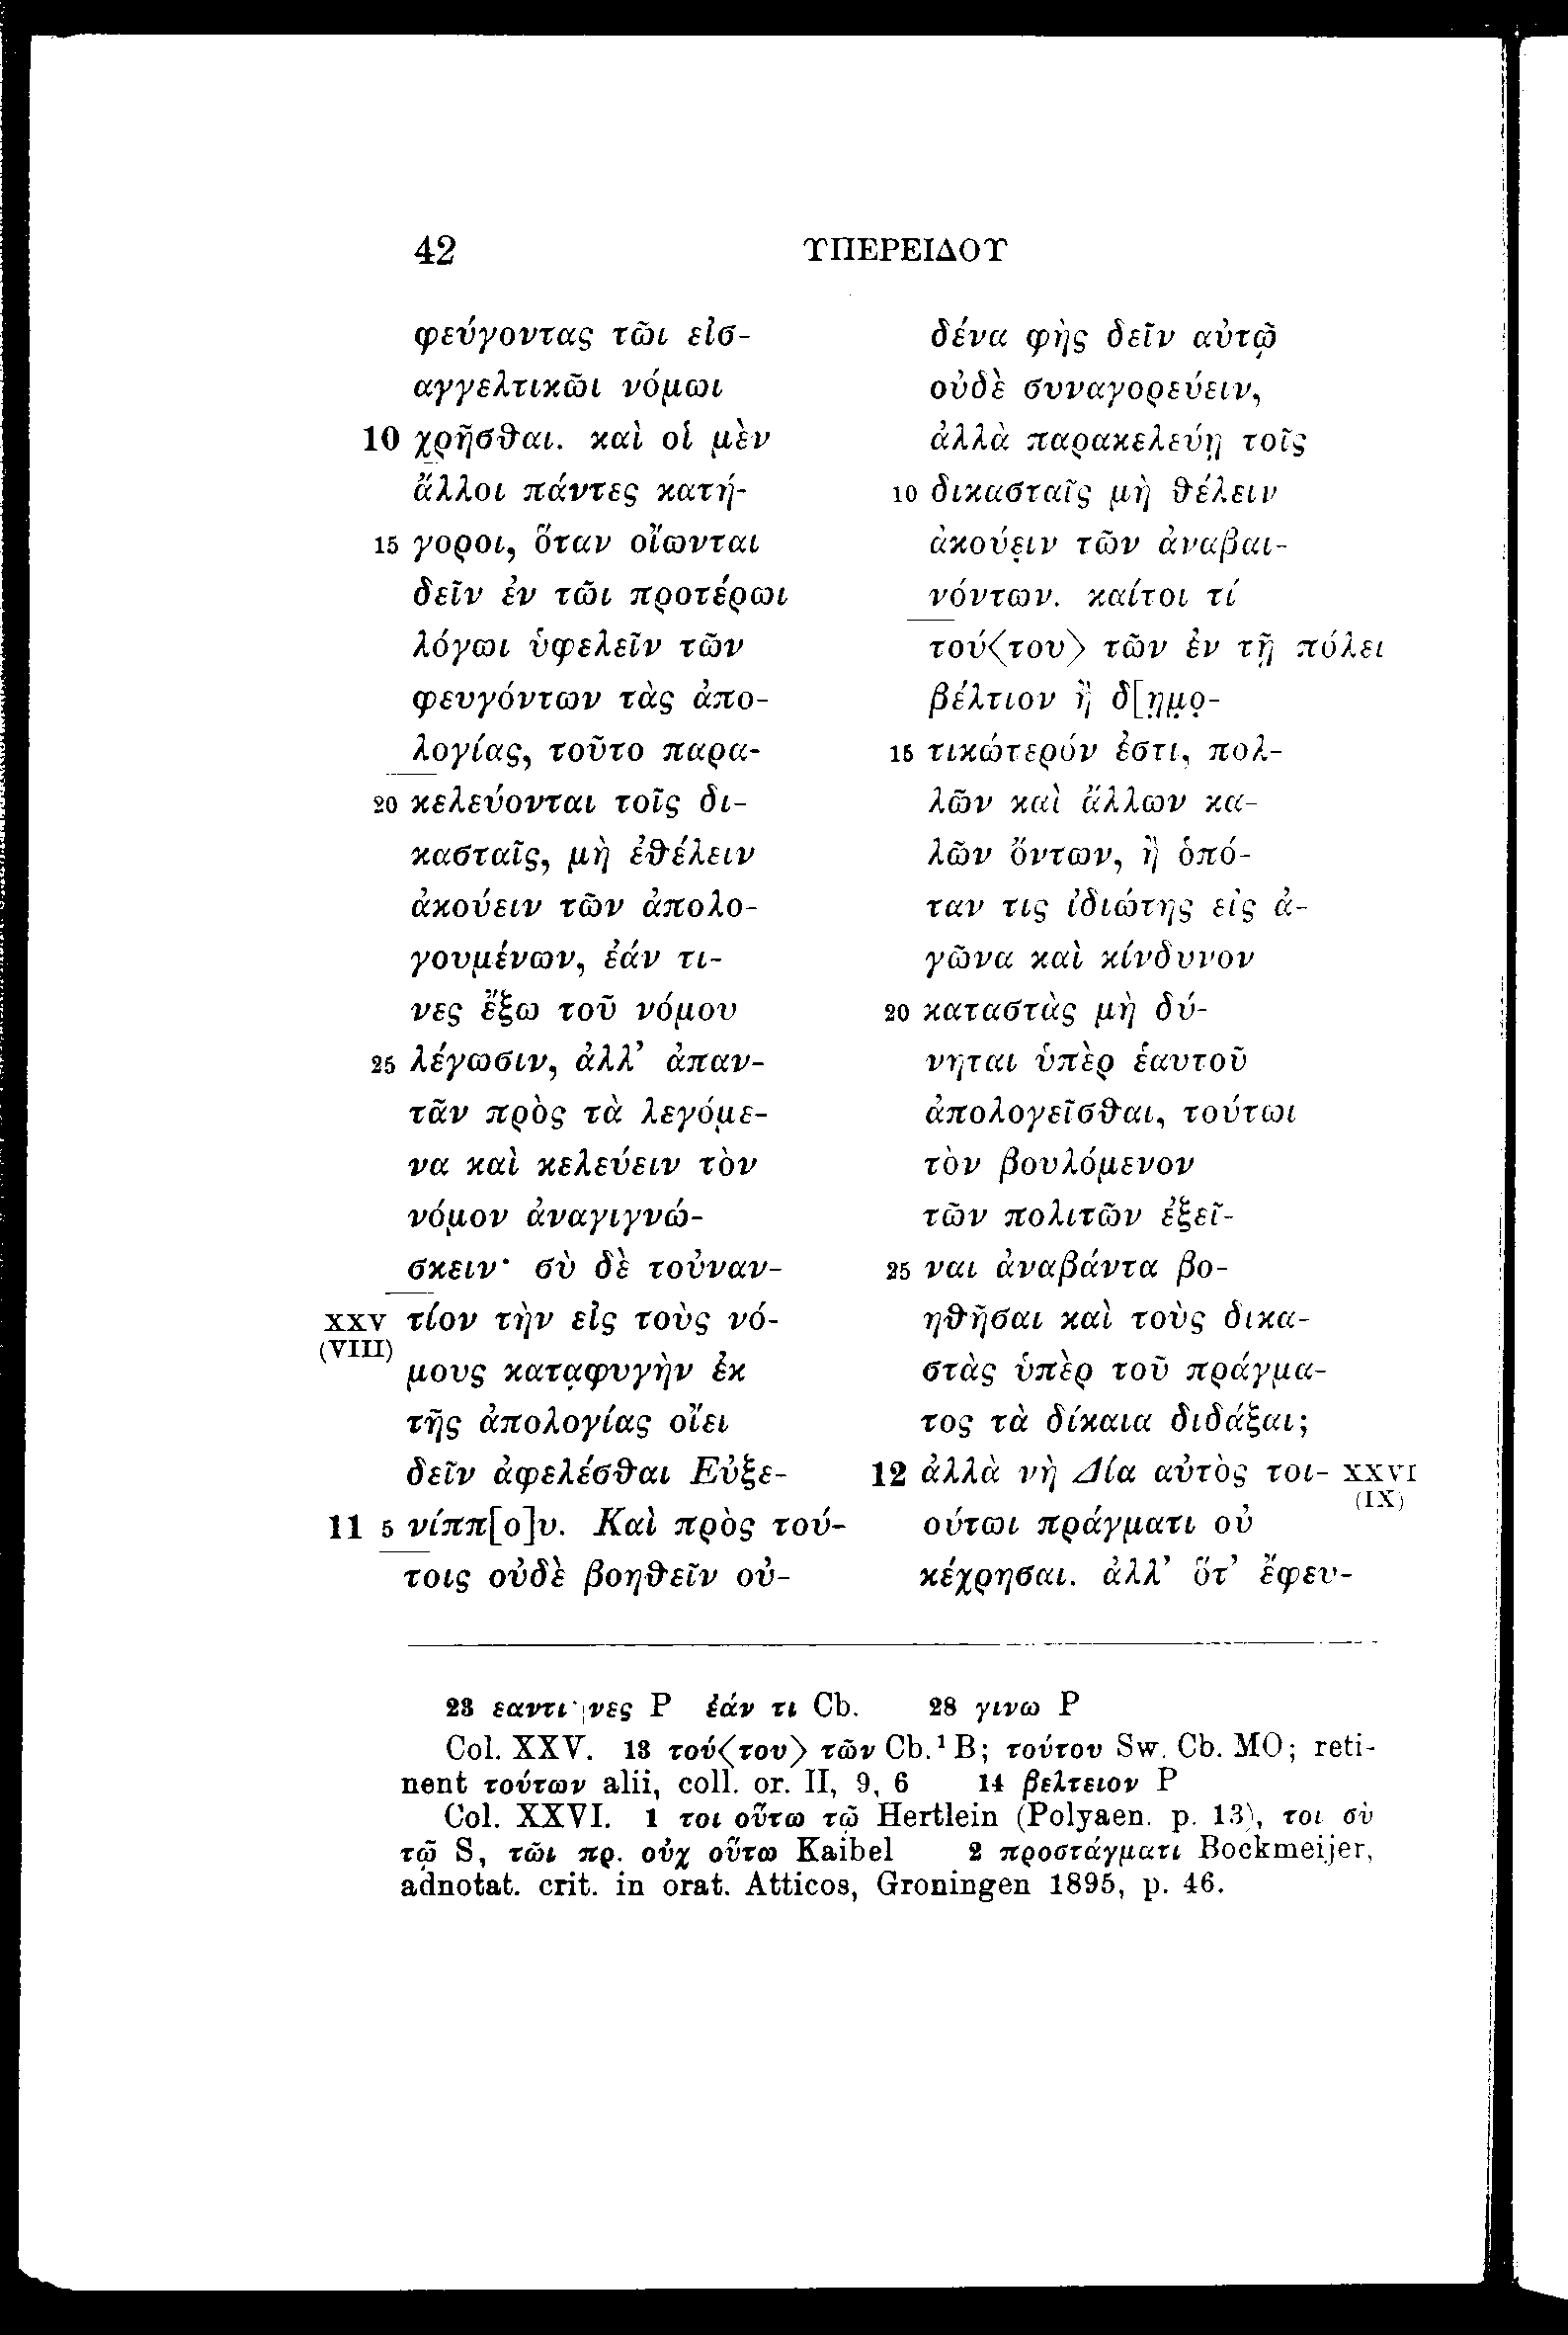 42 ΥΠΕΡΕΙΔΟΥ
φεύγοντας τῶι εἰσ-
αγγελτικῶι νόμωι
10 χρῆσθαι. καὶ οἱ μὲν
ἄλλοι πάντες κατή-
15 γοροι, ὅταν οἴωνται
δεῖν ἐν τῶι προτέρωι
λόγωι ὑφελεῖν τῶν
φευγόντων τὰς ἀπο-
λογίας, τοῦτο παρα-
20 κελεύονται τοῖς δι-
κασταῖς, μὴ ἐθέλειν
ἀκούειν τῶν ἀπολο-
γουμένων, ἐάν τι-
νες ἔξω τοῦ νόμου
25 λέγωσιν, ἀλλ’ ἀπαν-
τᾶν πρὸς τὰ λεγόμε-
να καὶ κελεύειν τὸν
νόμον ἀναγιγνώ-
σκειν· σὺ δὲ τοὐναν-
XXV (VIII) τίον τὴν εἰς τοὺς νό-
μους κατα̣φυγὴν ἐκ
τῆς ἀπολογίας οἴει
δεῖν ἀφελέσθαι Εὐξε-
11 5 νίππ[ο]υ. Καὶ πρὸς τού-
τοις οὐδὲ βοηθεῖν οὐ-
δένα φὴς δεῖν αὐτῷ
οὐδὲ συναγορεύειν,
ἀλλὰ παρακελεύῃ τοῖς
10 δικασταῖς μὴ θέλειν
ἀκούε̣ιν τῶν ἀναβαι-
νόντων. καίτοι τί
τού⟨του⟩ τῶν ἐν τῇ πόλει
βέλτιον ἢ δ[η̣μ̣ο̣-
15 τικώτερόν ἐστι, πολ-
λῶν καὶ ἄλλων κα-
λῶν ὄντων, ἢ ὁπό-
ταν τις ἰδιώτης εἰς ἀ-
γῶνα καὶ κίνδυνον
20 καταστὰς μὴ δύ-
νηται ὑπὲρ ἑαυτοῦ
ἀπολογεῖσθαι, τούτωι
τὸν βουλόμενον
τῶν πολιτῶν ἐξεῖ-
25 ναι ἀναβάντα βο-
ηθῆσαι καὶ τοὺς δικα-
στὰς ὑπὲρ τοῦ πράγμα-
τος τὰ δίκαια διδάξαι;
12 ἀλλὰ νὴ Δία αὐτὸς τοι- XXVI (IX)
ούτωι πράγματι οὐ
κέχρησαι. ἀλλ’ ὅτ’ ἔφευ-
23 εαντι·|νες P ἐάν τι Cb. 28 γινω P
Col. XXV. 13 τού⟨του⟩ τῶν Cb.¹ B; τούτου Sw. Cb. MO; reti-
nent τούτων alii, coll. or. II, 9, 6 14 βελτειον P
Col. XXVI. 1 τοι οὕτω τῷ Hertlein (Polyaen. p. 13), τοι σὺ
τῷ S, τῶι πρ. οὐχ οὕτω Kaibel 2 προστάγματι Bockmeijer,
adnotat. crit. in orat. Atticos, Groningen 1895, p. 46.